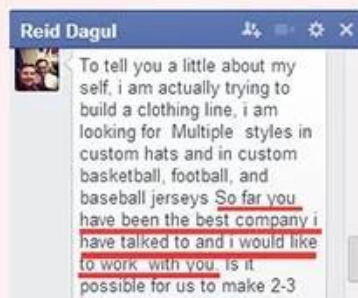 Reid Dagul
To tell you a little about my
self, i am actually trying to
build a clothing line, i am
looking for Multiple styles in
custom hats and in custom
basketball, football, and
baseball jerseys So far you
have been the best company i
have talked to and i would like
to work with you. Is it
possible for us to make 2-3